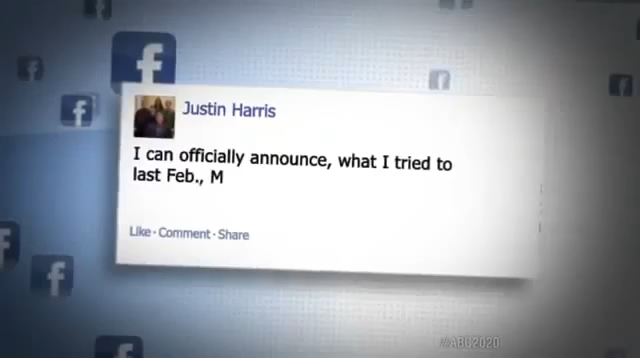 Justin Harris
I can officially announce, what I tried to
last Feb., M
Like · Comment · Share
#ABC2020